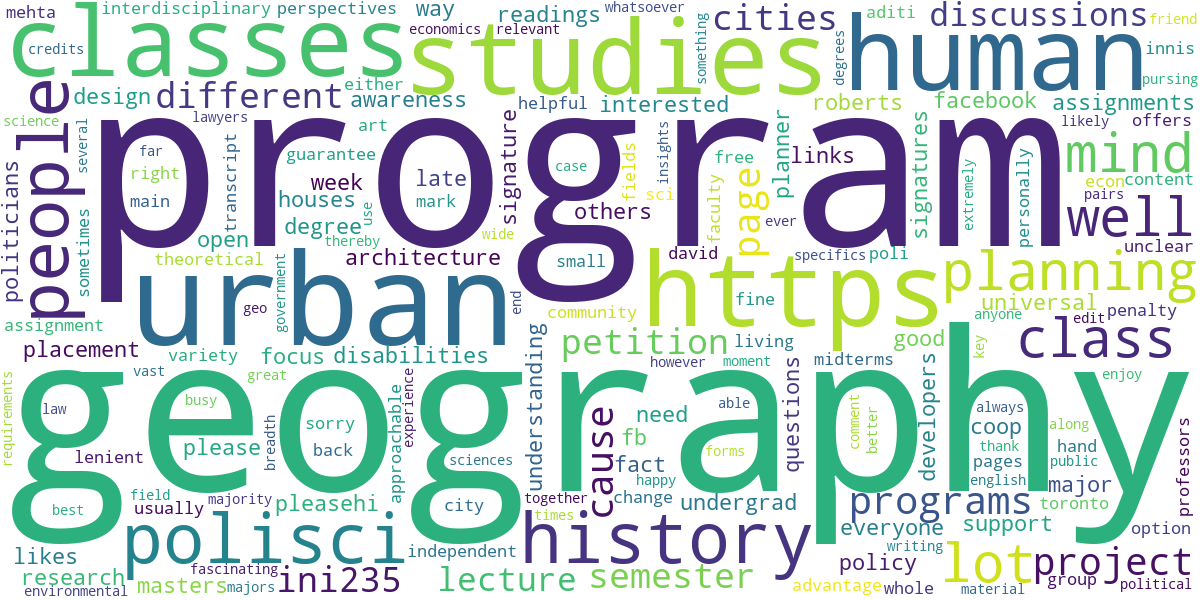 mehta
interdisciplinary
perspectives
way
readings
whatsoever
cities
aditi
discussions
friend
classes
credits
economics
relevant
studies
something
human
degrees
innis
pursing
people
design
different
either
awareness
helpful
interested
roberts
facebook
assignments
offers
science
several
lawyers
art
signature
insights
fields
planner
links
signatures
likely
mind
program
far
right
main
transcript
guarantee
week
late
mark
case
free
sci
page
faculty
extremely
personally
econ
content
pairs
well
politicians
sometimes
houses
degree
use
others
ever
open
thereby
wide
david
specifics
poli
unclear
theoretical
architecture
small
planning
urban
geo
government
end
https
fine
community
universal
anyone
edit
penalty
assignment
placement
variety
focus
disabilities
petition
living
midterms
good
key
class
vast
great
understanding
however
moment
questions
developers
enjoy
requirements
law
busy
geography
sorry
back
approachable
experience
need
able
comment
better
always
coop
along
please
breadth
fb
cause
fact
forms
thank
hand
lenient
sciences
happy
pages
public
english
major
professors
best
field
usually
majority
pleasehi
city
together
change
undergrad
programs
toronto
times
everyone
support
option
polisci
history
writing
likes
independent
policy
lot
project
research
fascinating
environmental
masters
majors
ini235
lecture
semester
advantage
whole
material
group
political